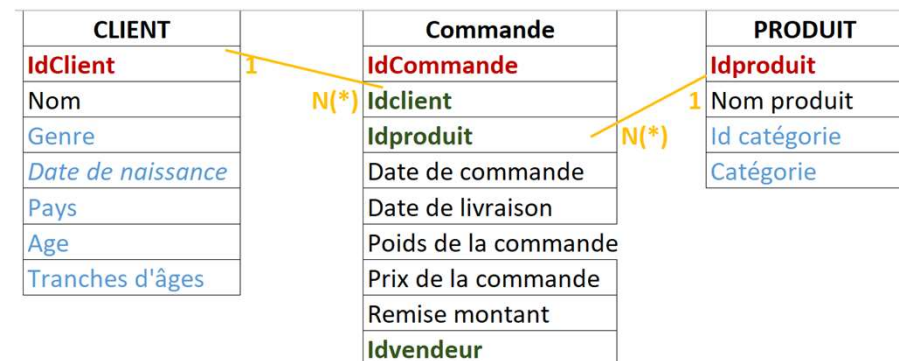 CLIENT
IdClient
Nom
Genre
Date de naissance
Pays
Age
Tranches d'âges
1
N(*)
Commande
IdCommande
Idclient
Idproduit
Date de commande
Date de livraison
Poids de la commande
Prix de la commande
Remise montant
Idvendeur
N(*)
1
PRODUIT
Idproduit
Nom produit
Id catégorie
Catégorie